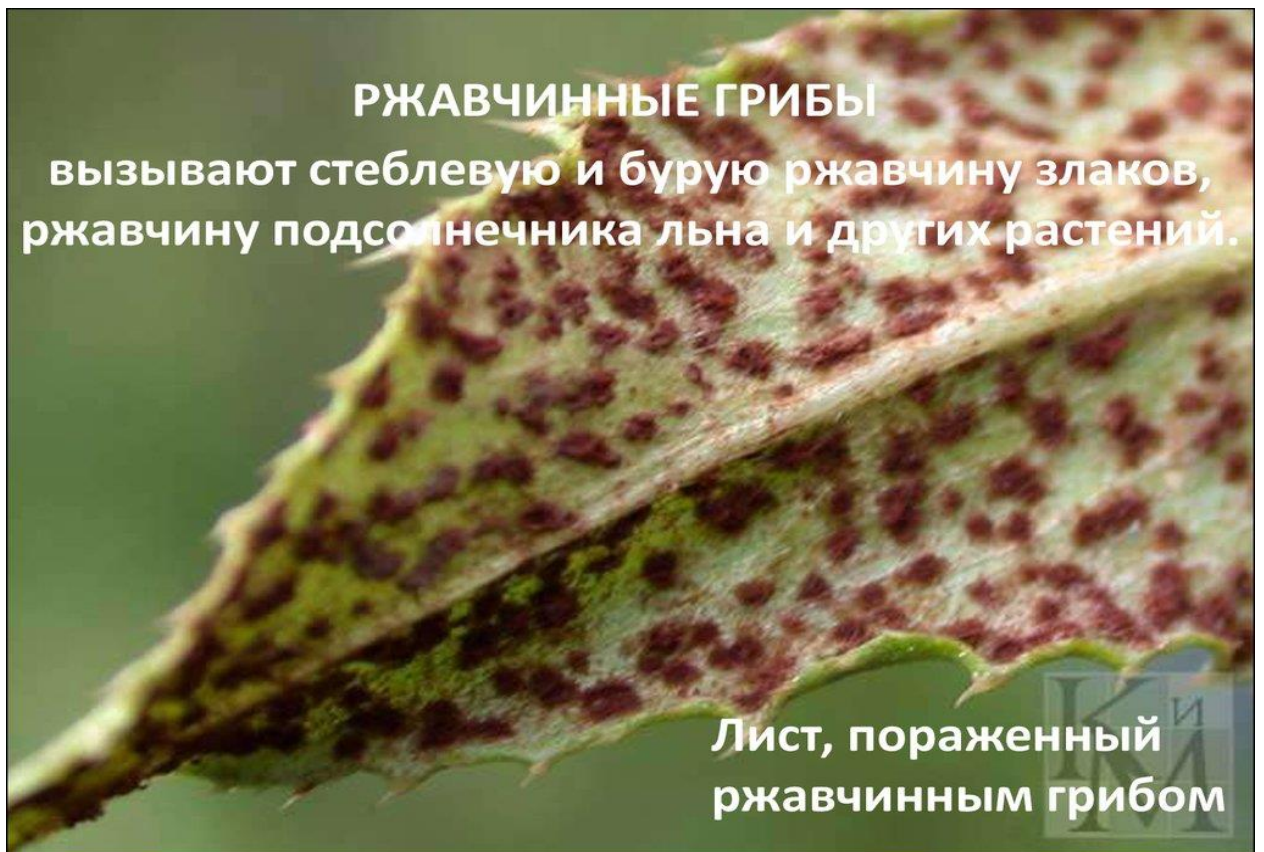 РЖАВЧИННЫЕ ГРИБЫ
вызывают стеблевую и бурую ржавчину злаков,
ржавчину подсолнечника льна и других растений.
Лист, пораженный
ржавчинным грибом
К и М